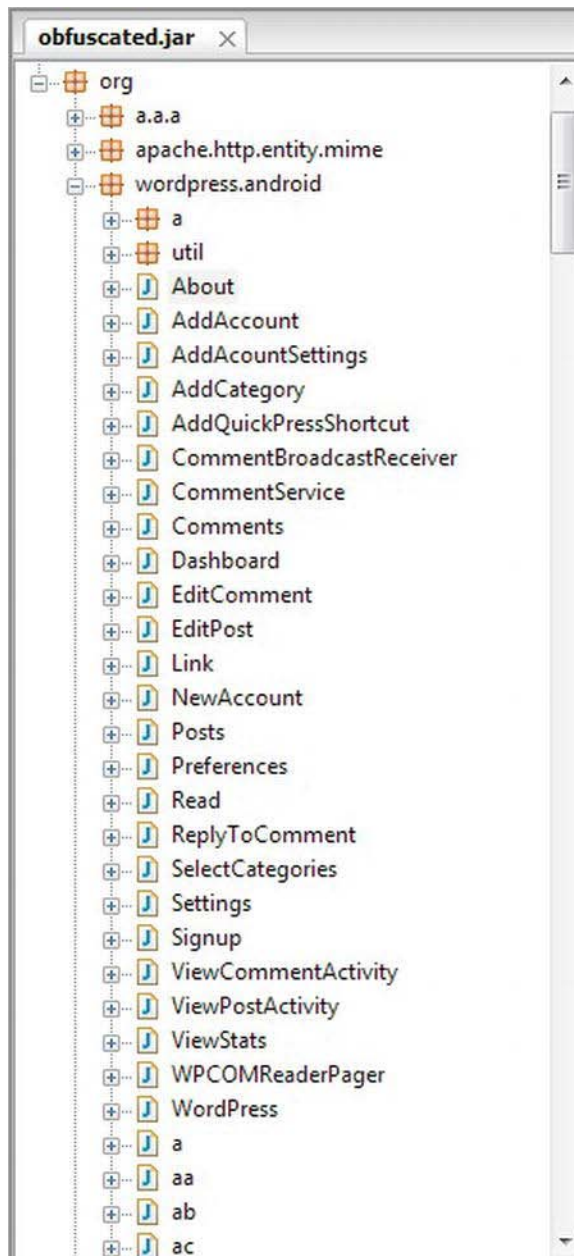 obfuscated.jar
org
a.a.a
apache.http.entity.mime
wordpress.android
a
util
About
AddAccount
AddAcountSettings
AddCategory
AddQuickPressShortcut
CommentBroadcastReceiver
CommentService
Comments
Dashboard
EditComment
EditPost
Link
NewAccount
Posts
Preferences
Read
ReplyToComment
SelectCategories
Settings
Signup
ViewCommentActivity
ViewPostActivity
ViewStats
WPCOMReaderPager
WordPress
a
aa
ab
ac